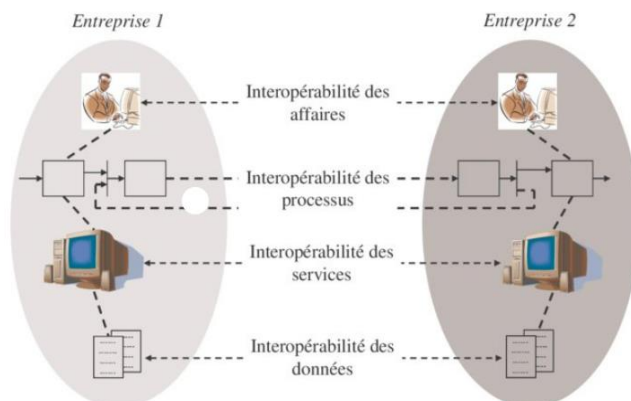 Entreprise 1
Entreprise 2
Interopérabilité des
affaires
Interopérabilité des
processus
Interopérabilité des
services
Interopérabilité des
données